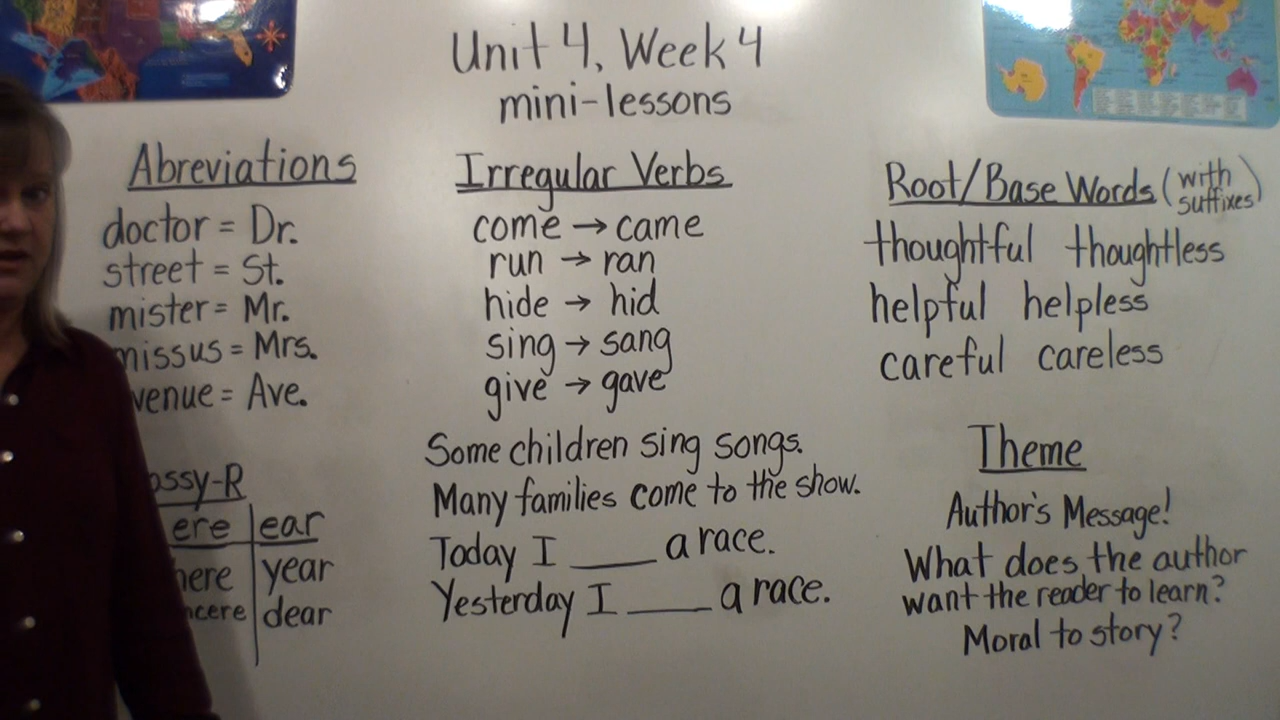 Unit 4, Week 4
mini-lessons
Abreviations
doctor = Dr.
street = St.
mister = Mr.
missus = Mrs.
venue = Ave.
ossy-R
ere | ear
here | year
ncere | dear
Irregular Verbs
come → came
run → ran
hide → hid
sing → sang
give → gave
Some children sing songs.
Many families come to the show.
Today I ____ a race.
Yesterday I ____ a race.
Root/Base Words (with suffixes)
thoughtful thoughtless
helpful helpless
careful careless
Theme
Author's Message!
What does the author
want the reader to learn?
Moral to story?